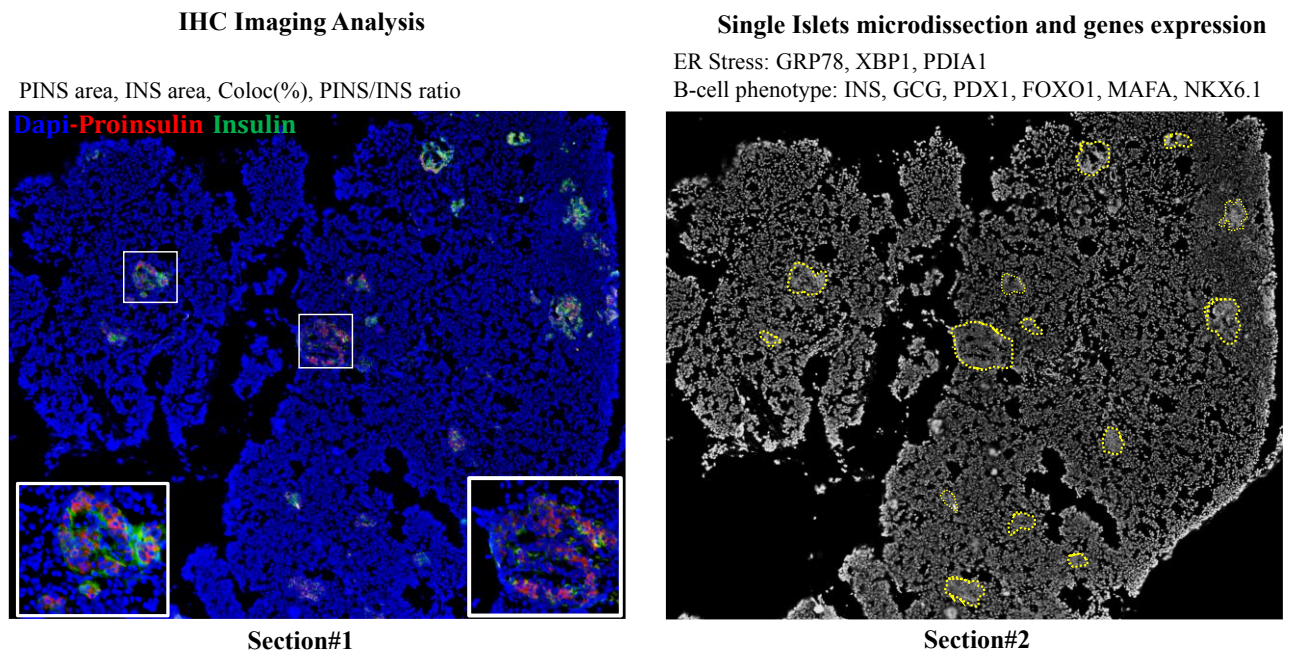 IHC Imaging Analysis
PINS area, INS area, Coloc(%), PINS/INS ratio
Dapi-Proinsulin Insulin
Section#1
Single Islets microdissection and genes expression
ER Stress: GRP78, XBP1, PDIA1
B-cell phenotype: INS, GCG, PDX1, FOXO1, MAFA, NKX6.1
Section#2